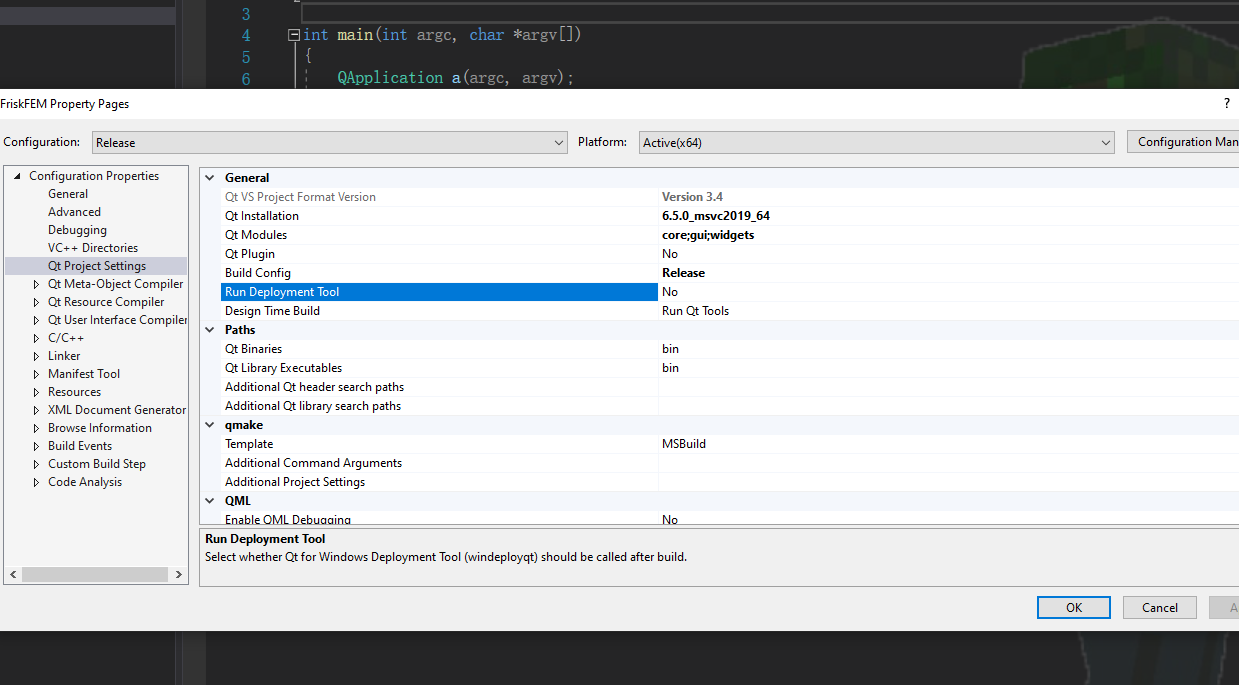 3
4 int main(int argc, char *argv[])
5 {
6 QApplication a(argc, argv);
FriskFEM Property Pages ?
Configuration: Release Platform: Active(x64) Configuration Man
Configuration Properties
General
Advanced
Debugging
VC++ Directories
Qt Project Settings
Qt Meta-Object Compiler
Qt Resource Compiler
Qt User Interface Compiler
C/C++
Linker
Manifest Tool
Resources
XML Document Generator
Browse Information
Build Events
Custom Build Step
Code Analysis
General
Qt VS Project Format Version Version 3.4
Qt Installation 6.5.0_msvc2019_64
Qt Modules core;gui;widgets
Qt Plugin No
Build Config Release
Run Deployment Tool No
Design Time Build Run Qt Tools
Paths
Qt Binaries bin
Qt Library Executables bin
Additional Qt header search paths
Additional Qt library search paths
qmake
Template MSBuild
Additional Command Arguments
Additional Project Settings
QML
Enable QML Debugging No
Run Deployment Tool
Select whether Qt for Windows Deployment Tool (windeployqt) should be called after build.
OK Cancel A